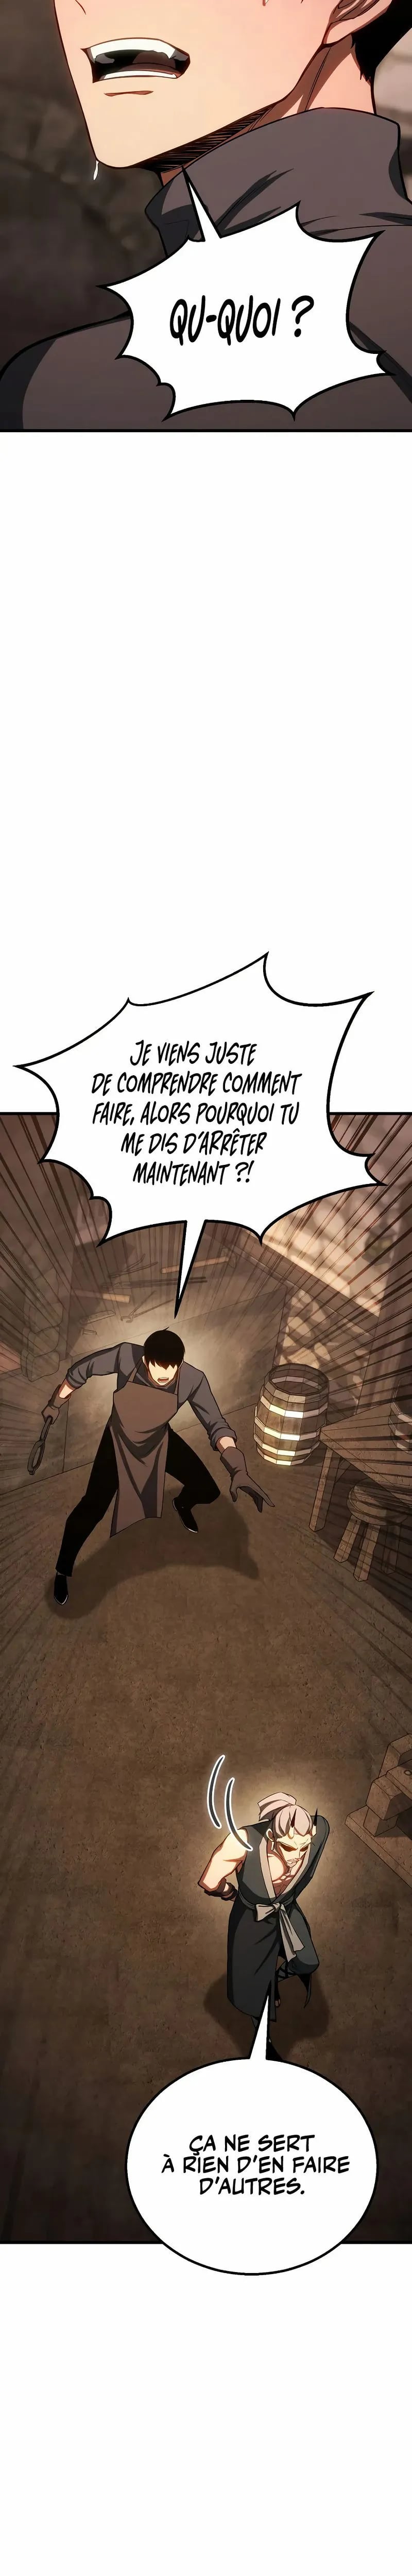 QU-QUOI ?
JE VIENS JUSTE
DE COMPRENDRE COMMENT
FAIRE, ALORS POURQUOI TU
ME DIS D'ARRÊTER
MAINTENANT ?!
ÇA NE SERT
À RIEN D'EN FAIRE
D'AUTRES.